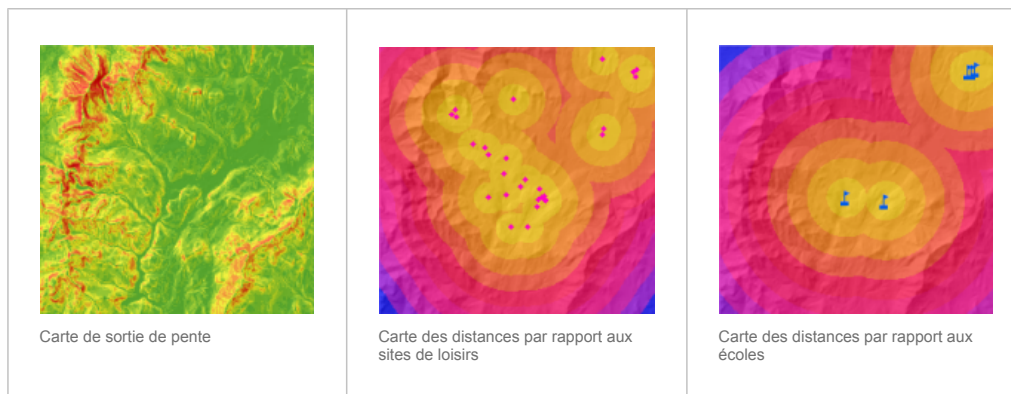 Carte de sortie de pente
Carte des distances par rapport aux
sites de loisirs
Carte des distances par rapport aux
écoles